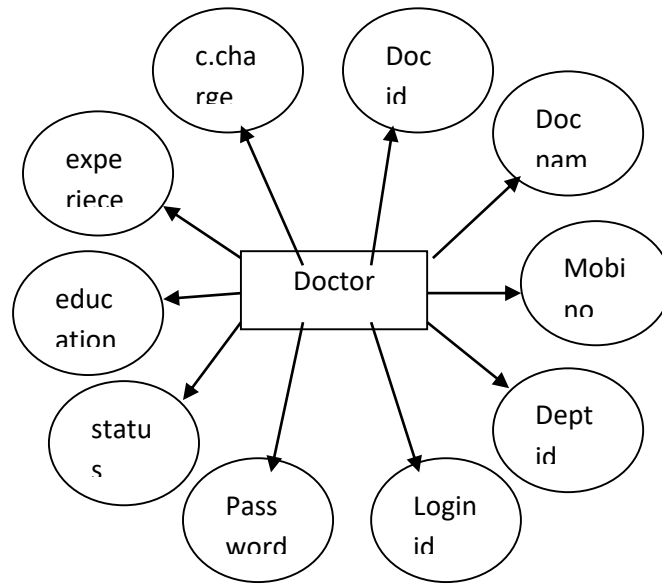 c.cha
rge
Doc
id
Doc
nam
expe
riece
Mobi
no
Doctor
educ
ation
Dept
id
statu
s
Pass
word
Login
id